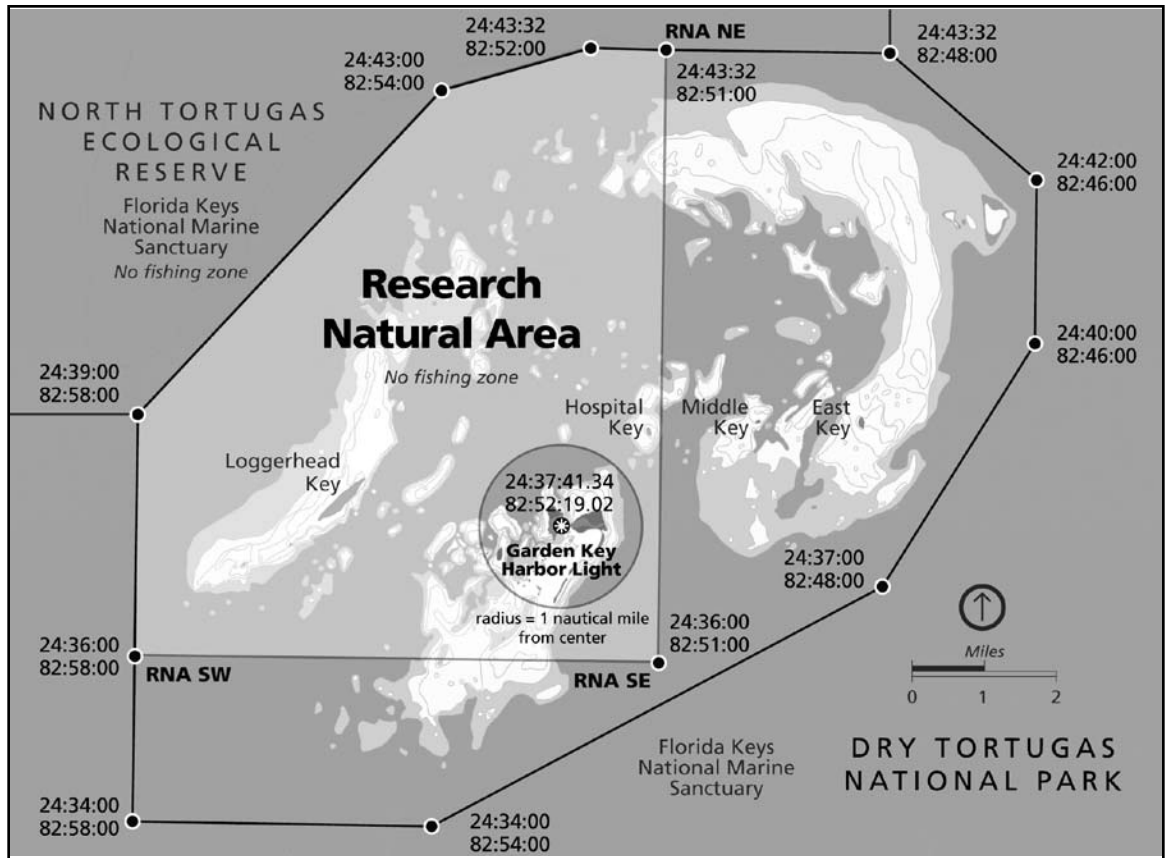 24:43:32
82:52:00
RNA NE
24:43:32
82:48:00
24:43:00
82:54:00
24:43:32
82:51:00
NORTH TORTUGAS
ECOLOGICAL
RESERVE
Florida Keys
National Marine
Sanctuary
No fishing zone
24:42:00
82:46:00
Research
Natural Area
No fishing zone
24:40:00
82:46:00
24:39:00
82:58:00
Hospital
Key
Middle
Key
East
Key
Loggerhead
Key
24:37:41.34
82:52:19.02
Garden Key
Harbor Light
radius = 1 nautical mile
from center
24:37:00
82:48:00
24:36:00
82:58:00
RNA SW
24:36:00
82:51:00
RNA SE
Miles
0 1 2
Florida Keys
National Marine
Sanctuary
DRY TORTUGAS
NATIONAL PARK
24:34:00
82:58:00
24:34:00
82:54:00